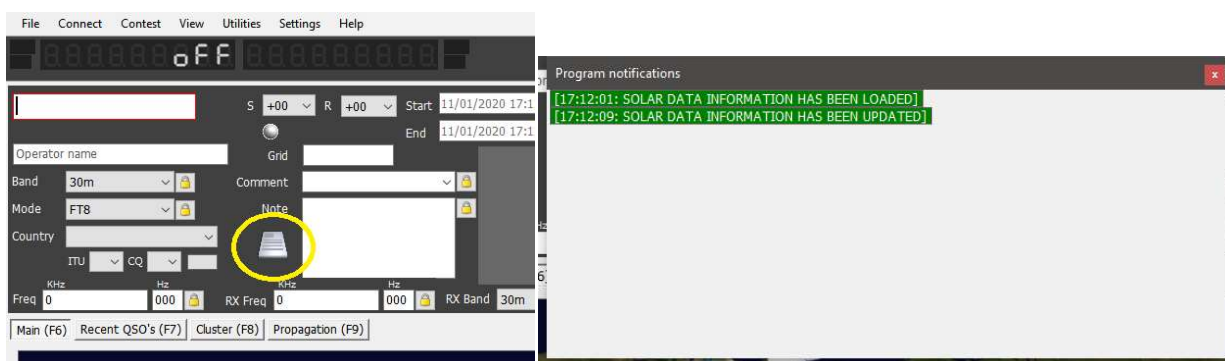 File Connect Contest View Utilities Settings Help
oFF
S +00 R +00 Start 11/01/2020 17:1
End 11/01/2020 17:1
Operator name
Grid
Band 30m Comment
Mode FT8 Note
Country
ITU CQ
KHz Hz KHz Hz
Freq 0 000 RX Freq 0 000 RX Band 30m
Main (F6) Recent QSO's (F7) Cluster (F8) Propagation (F9)
Program notifications
x
[17:12:01: SOLAR DATA INFORMATION HAS BEEN LOADED]
[17:12:09: SOLAR DATA INFORMATION HAS BEEN UPDATED]